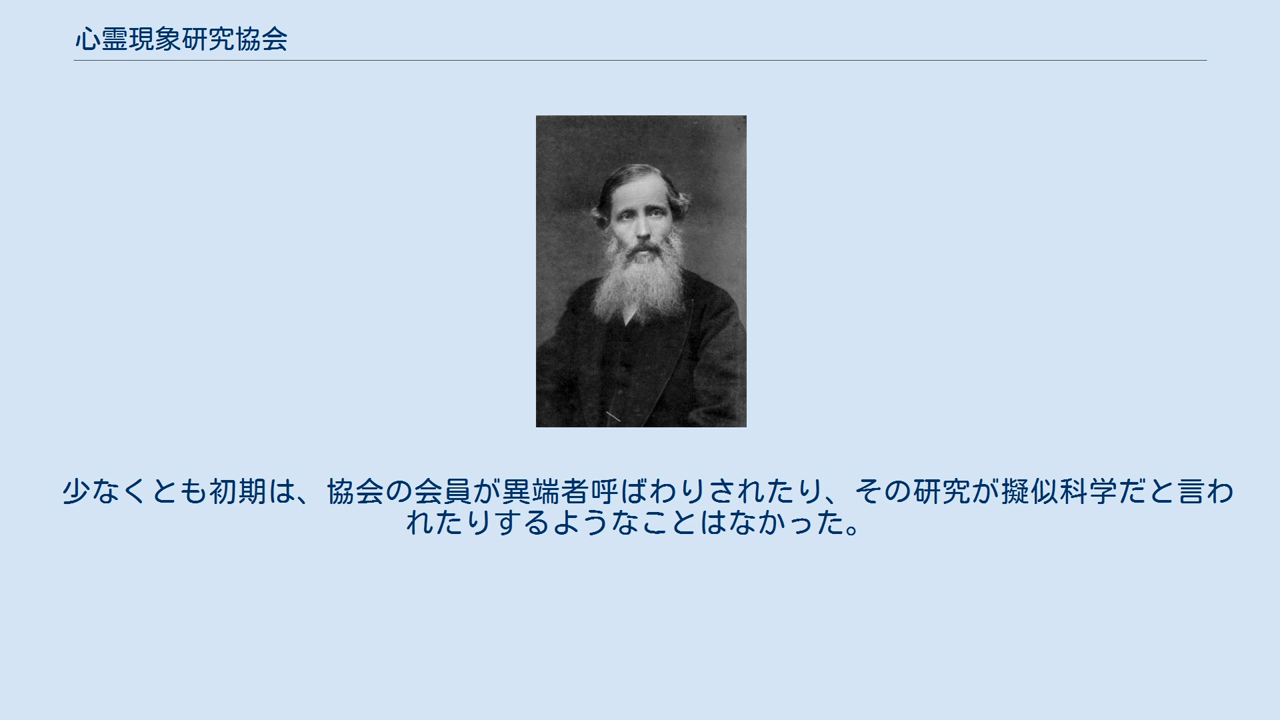 心霊現象研究協会
少なくとも初期は、協会の会員が異端者呼ばわりされたり、その研究が擬似科学だと言わ
れたりするようなことはなかった。